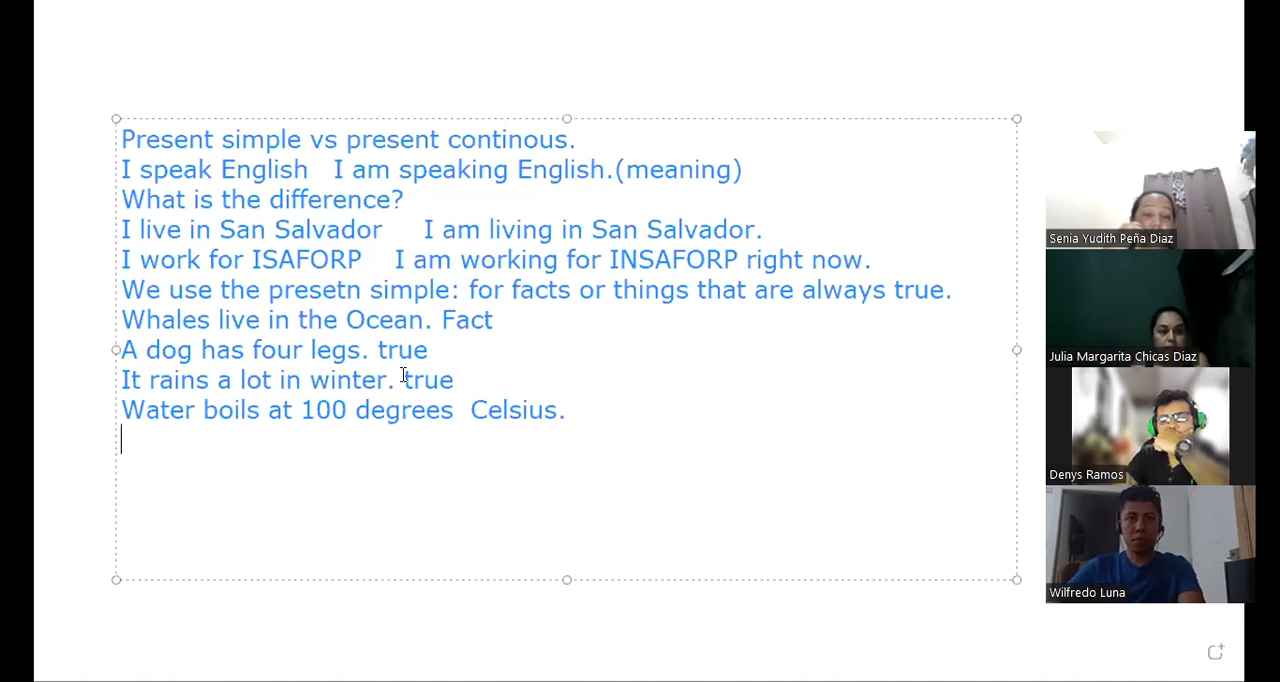 Present simple vs present continous.
I speak English I am speaking English.(meaning)
What is the difference?
I live in San Salvador I am living in San Salvador.
I work for ISAFORP I am working for INSAFORP right now.
We use the presetn simple: for facts or things that are always true.
Whales live in the Ocean. Fact
A dog has four legs. true
It rains a lot in winter. true
Water boils at 100 degrees Celsius.
Senia Yudith Peña Diaz
Julia Margarita Chicas Diaz
Denys Ramos
Wilfredo Luna